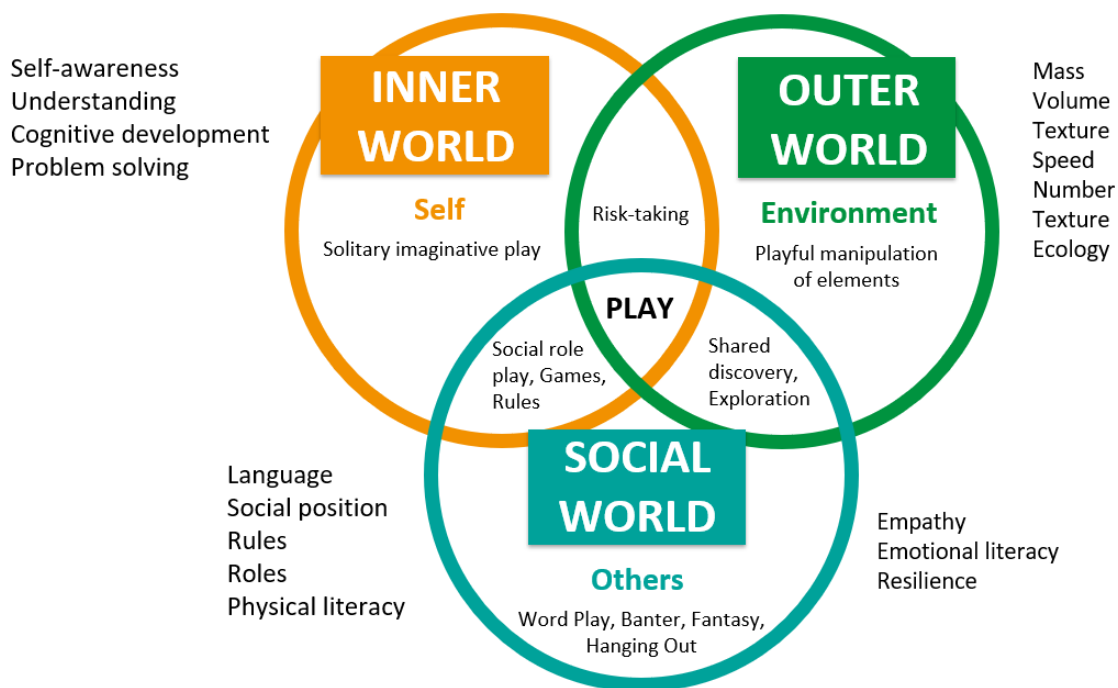 Self-awareness
Understanding
Cognitive development
Problem solving
INNER
WORLD
Self
Solitary imaginative play
Risk-taking
OUTER
WORLD
Environment
Playful manipulation
of elements
Mass
Volume
Texture
Speed
Number
Texture
Ecology
PLAY
Social role
play, Games,
Rules
Shared
discovery,
Exploration
SOCIAL
WORLD
Others
Word Play, Banter, Fantasy,
Hanging Out
Language
Social position
Rules
Roles
Physical literacy
Empathy
Emotional literacy
Resilience